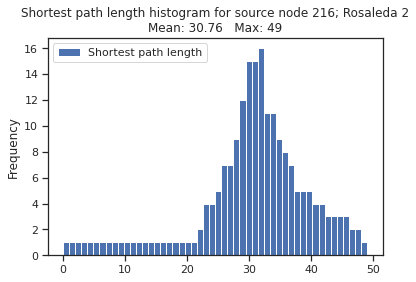 Shortest path length histogram for source node 216; Rosaleda 2
Mean: 30.76 Max: 49
Shortest path length
Frequency
16
14
12
10
8
6
4
2
0
0 10 20 30 40 50